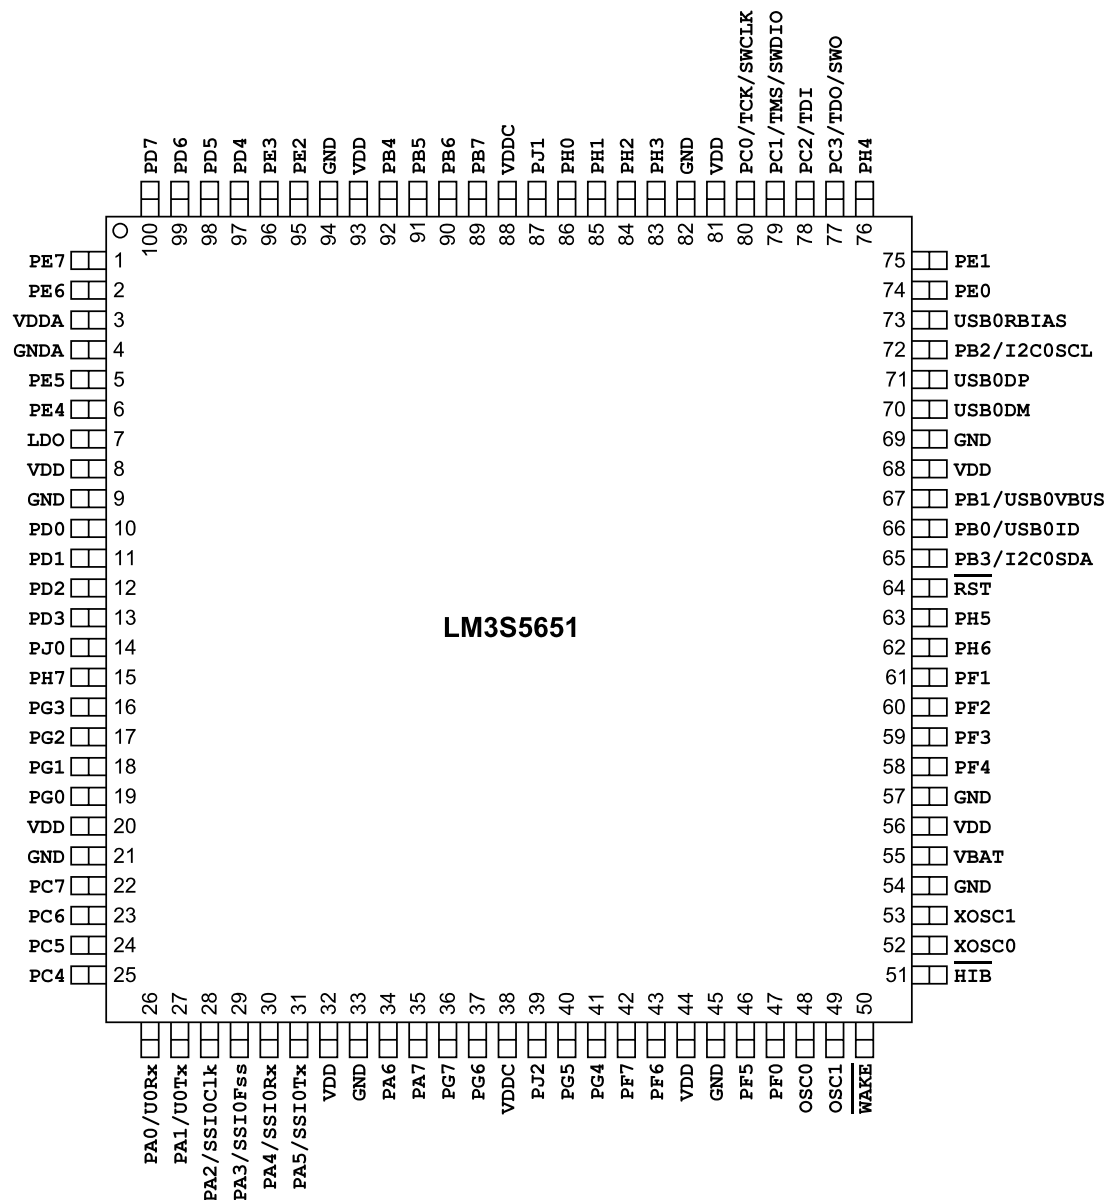 PD7
PD6
PD5
PD4
PE3
PE2
GND
VDD
PB4
PB5
PB6
PB7
VDDC
PJ1
PH0
PH1
PH2
PH3
GND
VDD
PC0/TCK/SWCLK
PC1/TMS/SWDIO
PC2/TDI
PC3/TDO/SWO
PH4
100
99
98
97
96
95
94
93
92
91
90
89
88
87
86
85
84
83
82
81
80
79
78
77
76
PE7 1
PE6 2
VDDA 3
GNDA 4
PE5 5
PE4 6
LDO 7
VDD 8
GND 9
PD0 10
PD1 11
PD2 12
PD3 13
PJ0 14
PH7 15
PG3 16
PG2 17
PG1 18
PG0 19
VDD 20
GND 21
PC7 22
PC6 23
PC5 24
PC4 25
LM3S5651
75 PE1
74 PE0
73 USB0RBIAS
72 PB2/I2C0SCL
71 USB0DP
70 USB0DM
69 GND
68 VDD
67 PB1/USB0VBUS
66 PB0/USB0ID
65 PB3/I2C0SDA
64 RST
63 PH5
62 PH6
61 PF1
60 PF2
59 PF3
58 PF4
57 GND
56 VDD
55 VBAT
54 GND
53 XOSC1
52 XOSC0
51 HIB
26
27
28
29
30
31
32
33
34
35
36
37
38
39
40
41
42
43
44
45
46
47
48
49
50
PA0/U0Rx
PA1/U0Tx
PA2/SSI0Clk
PA3/SSI0Fss
PA4/SSI0Rx
PA5/SSI0Tx
VDD
GND
PA6
PA7
PG7
PG6
VDDC
PJ2
PG5
PG4
PF7
PF6
VDD
GND
PF5
PF0
OSC0
OSC1
WAKE